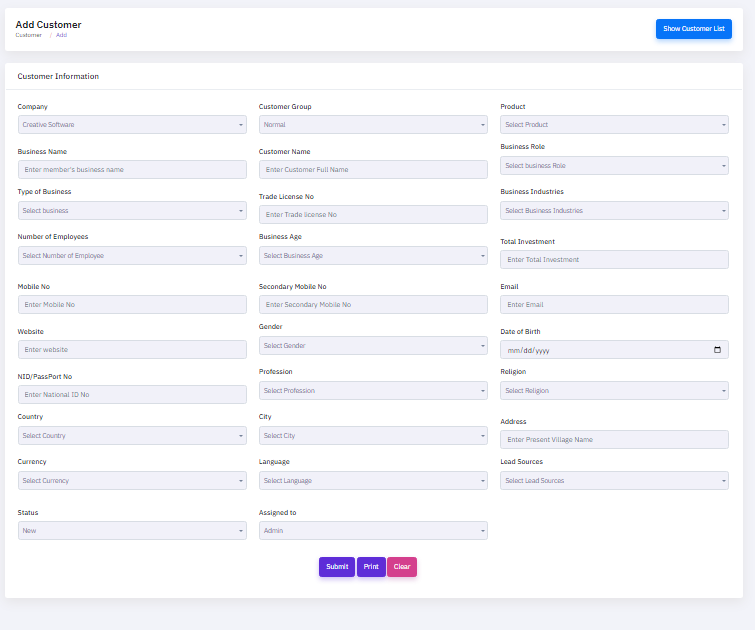 Add Customer
Customer / Add
Show Customer List
Customer Information
Company
Customer Group
Product
Creative Software
Normal
Select Product
Business Name
Customer Name
Business Role
Enter member's business name
Enter Customer Full Name
Select business Role
Type of Business
Trade License No
Business Industries
Select business
Enter Trade license No
Select Business Industries
Number of Employees
Business Age
Total Investment
Select Number of Employee
Select Business Age
Enter Total Investment
Mobile No
Secondary Mobile No
Email
Enter Mobile No
Enter Secondary Mobile No
Enter Email
Website
Gender
Date of Birth
Enter website
Select Gender
mm/dd/yyyy
NID/PassPort No
Profession
Religion
Enter National ID No
Select Profession
Select Religion
Country
City
Address
Select Country
Select City
Enter Present Village Name
Currency
Language
Lead Sources
Select Currency
Select Language
Select Lead Sources
Status
Assigned to
New
Admin
Submit
Print
Clear